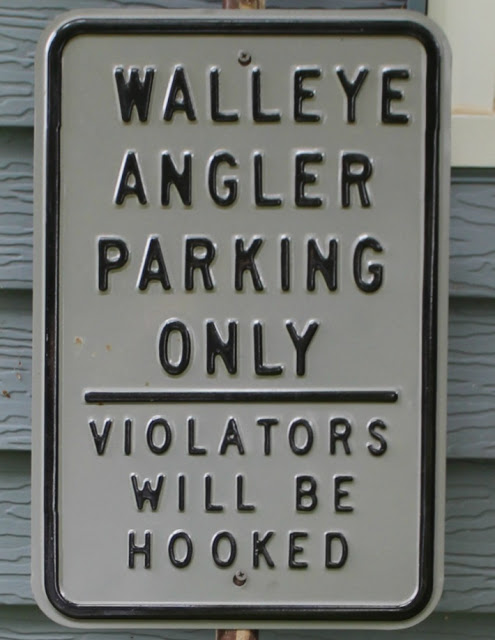 WALLEYE
ANGLER
PARKING
ONLY
VIOLATORS
WILL BE
HOOKED